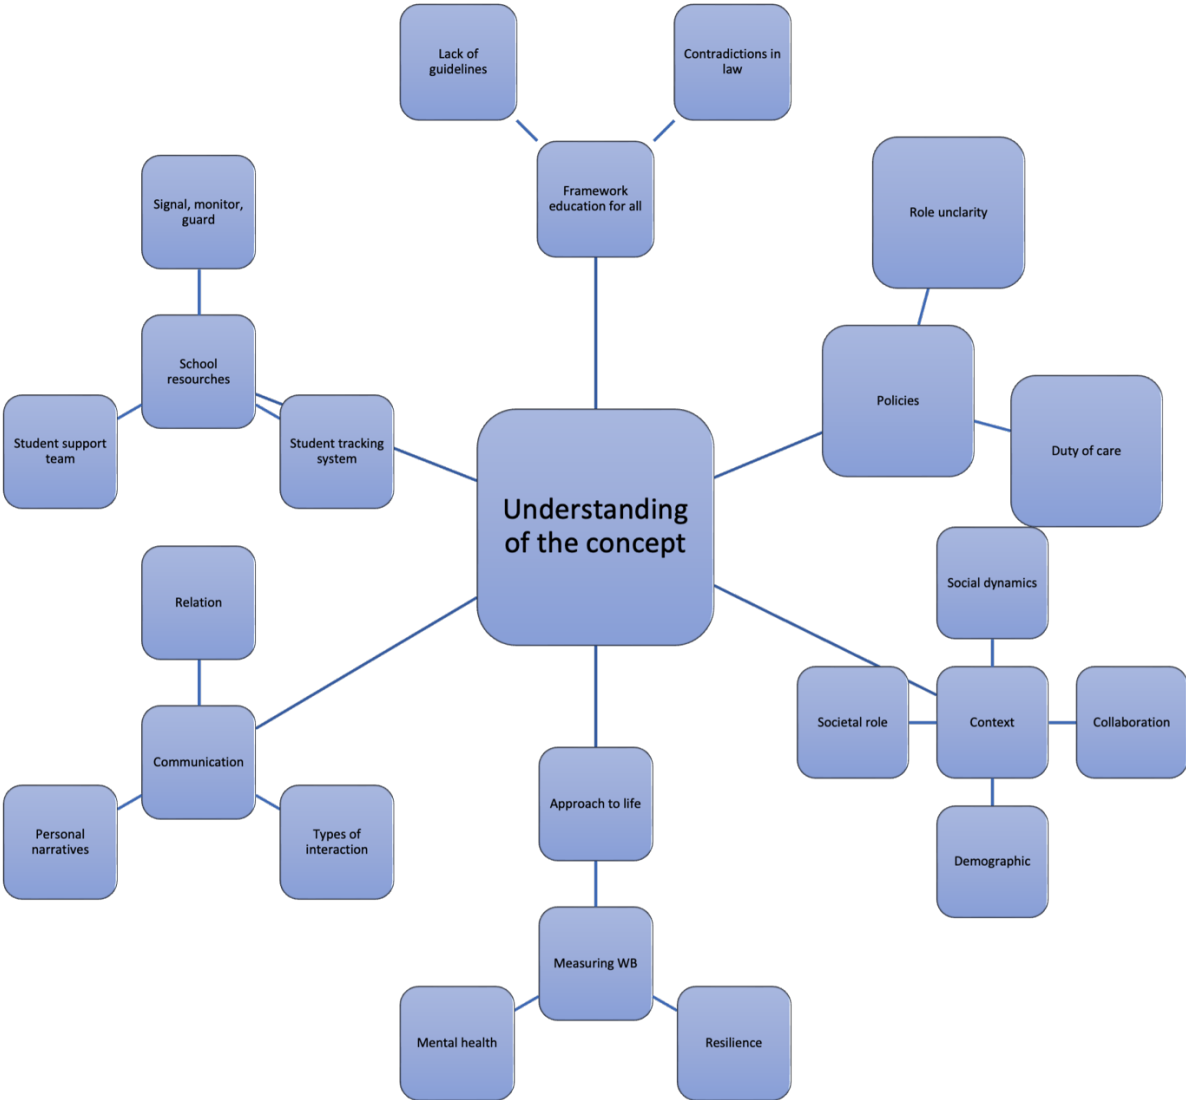 Lack of
guidelines
Contradictions in
law
Framework
education for all
Signal, monitor,
guard
Role unclarity
School
resourches
Policies
Student support
team
Student tracking
system
Duty of care
Understanding
of the concept
Social dynamics
Relation
Societal role
Context
Collaboration
Communication
Approach to life
Personal
narratives
Types of
interaction
Demographic
Measuring WB
Mental health
Resilience